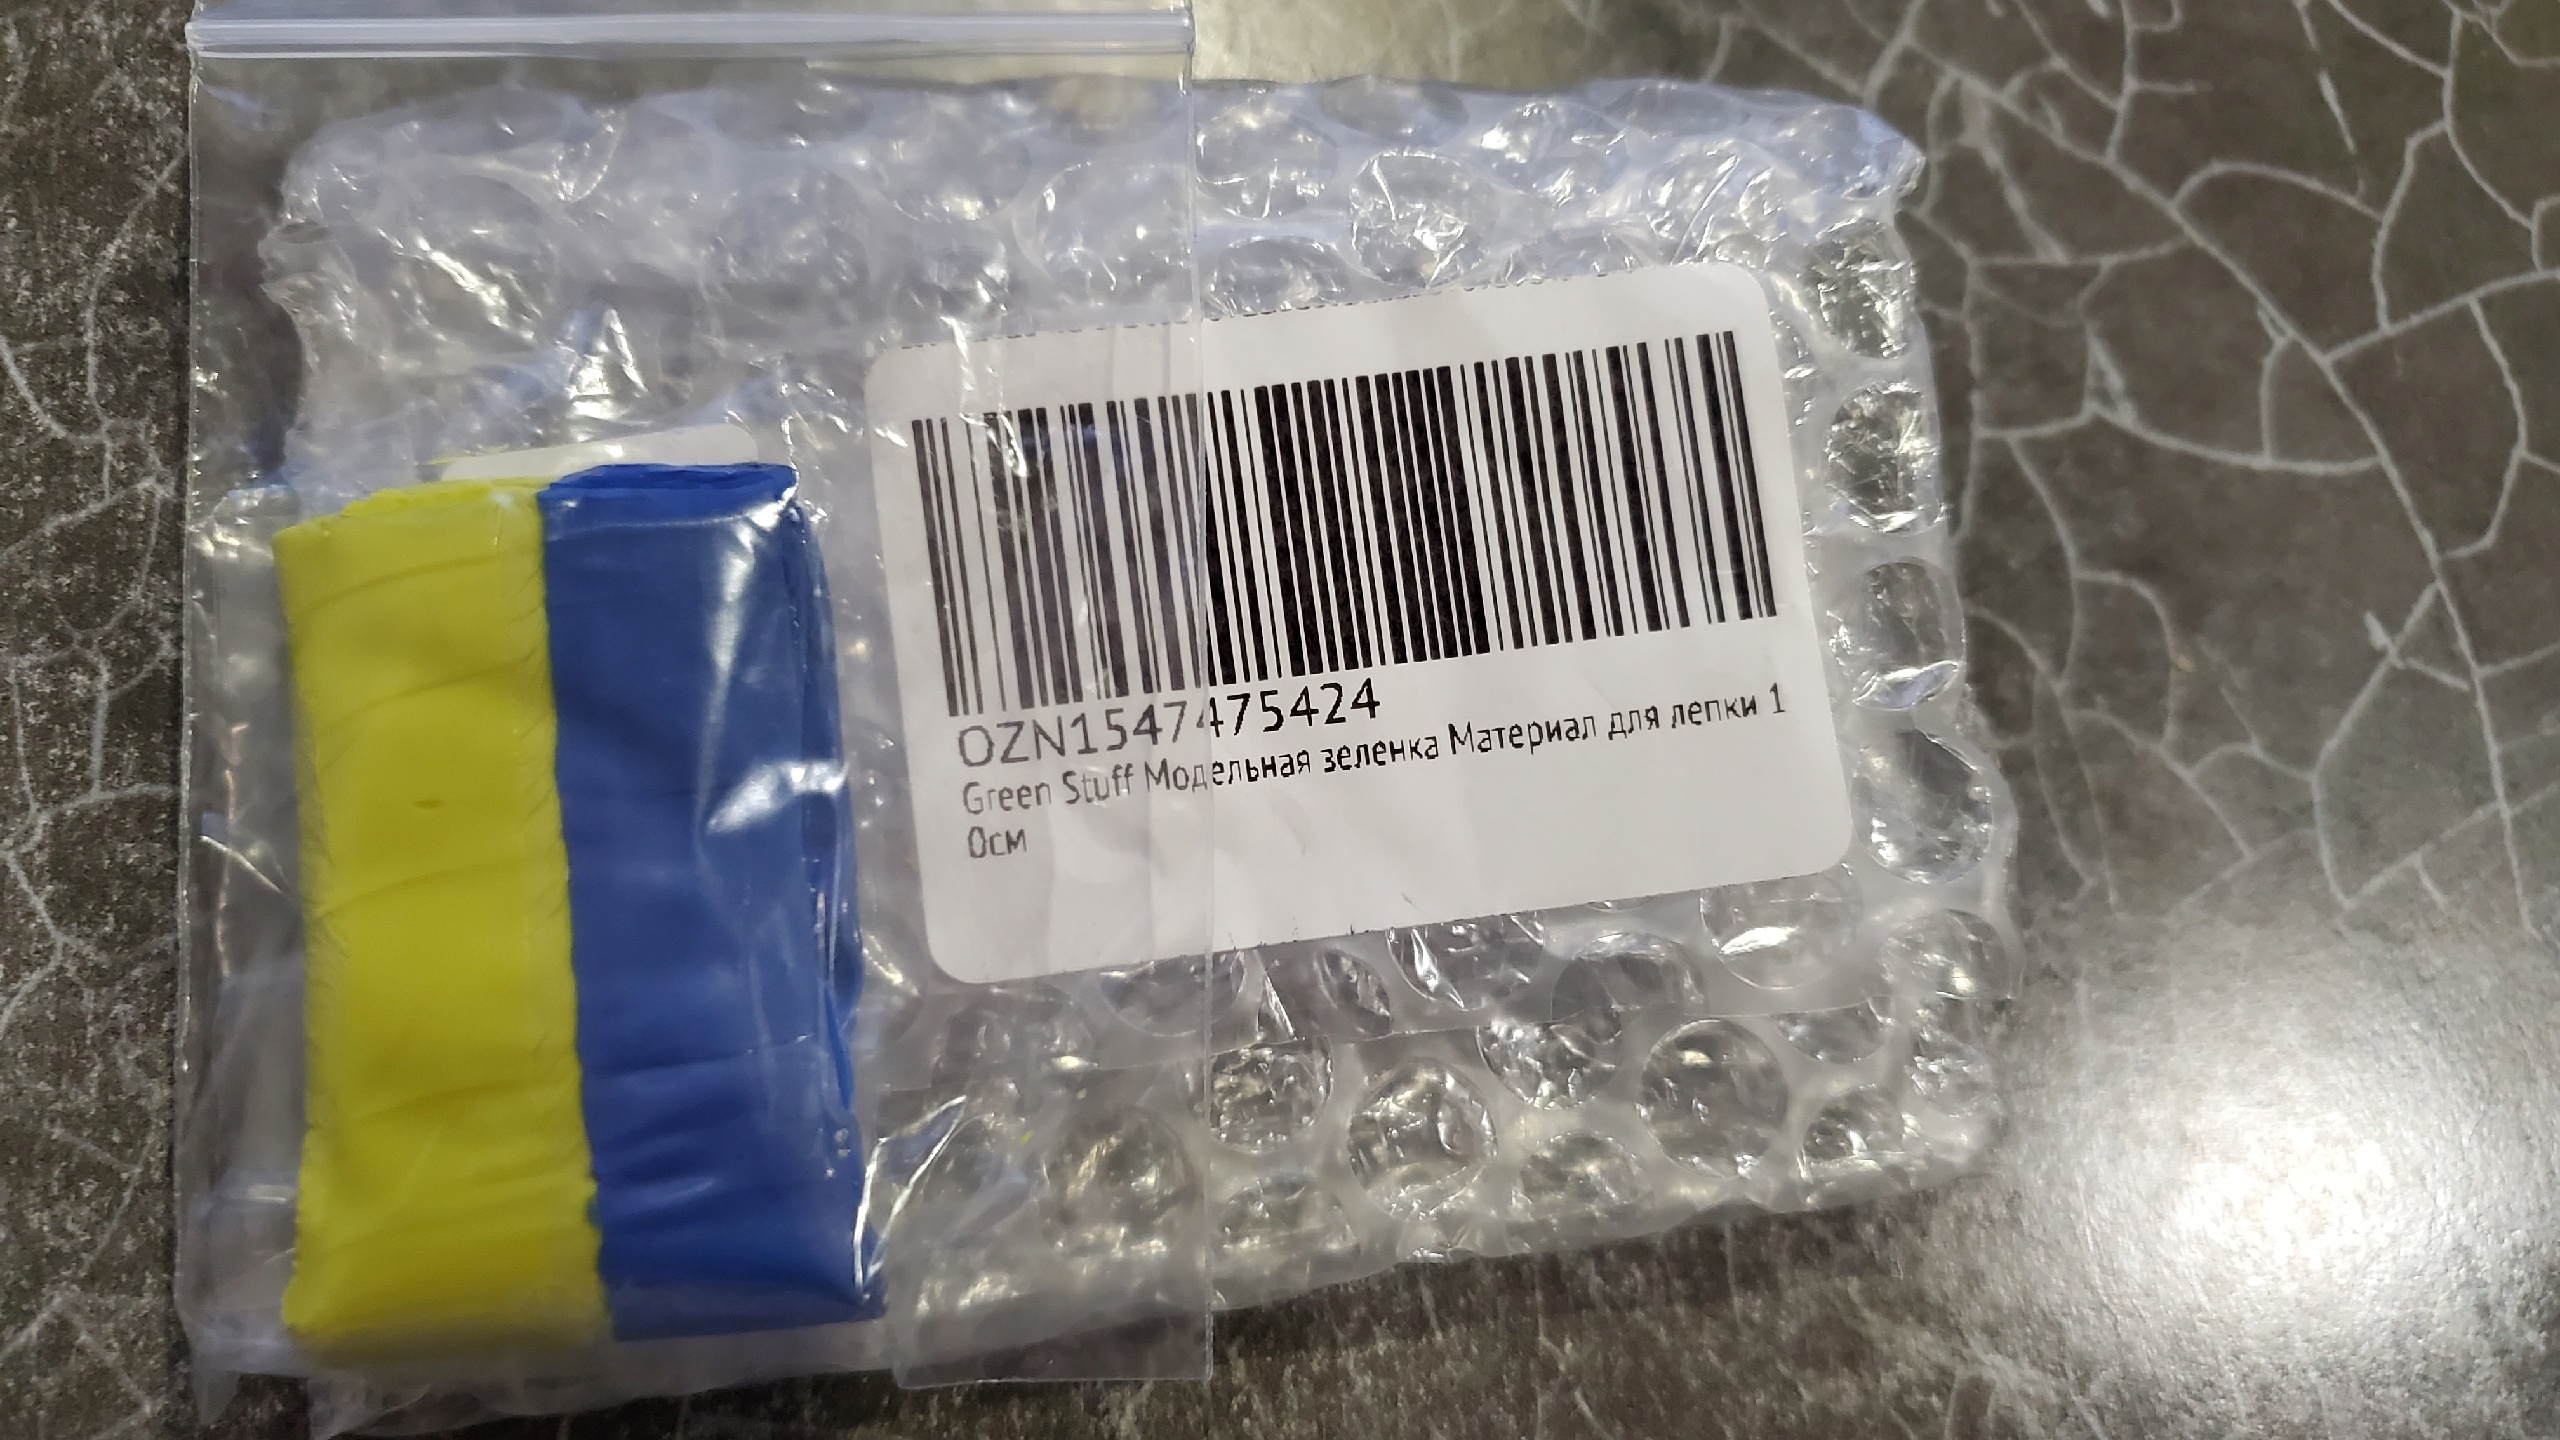 OZN1547475424
Green Stuff Модельная зеленка Материал для лепки 1
0см